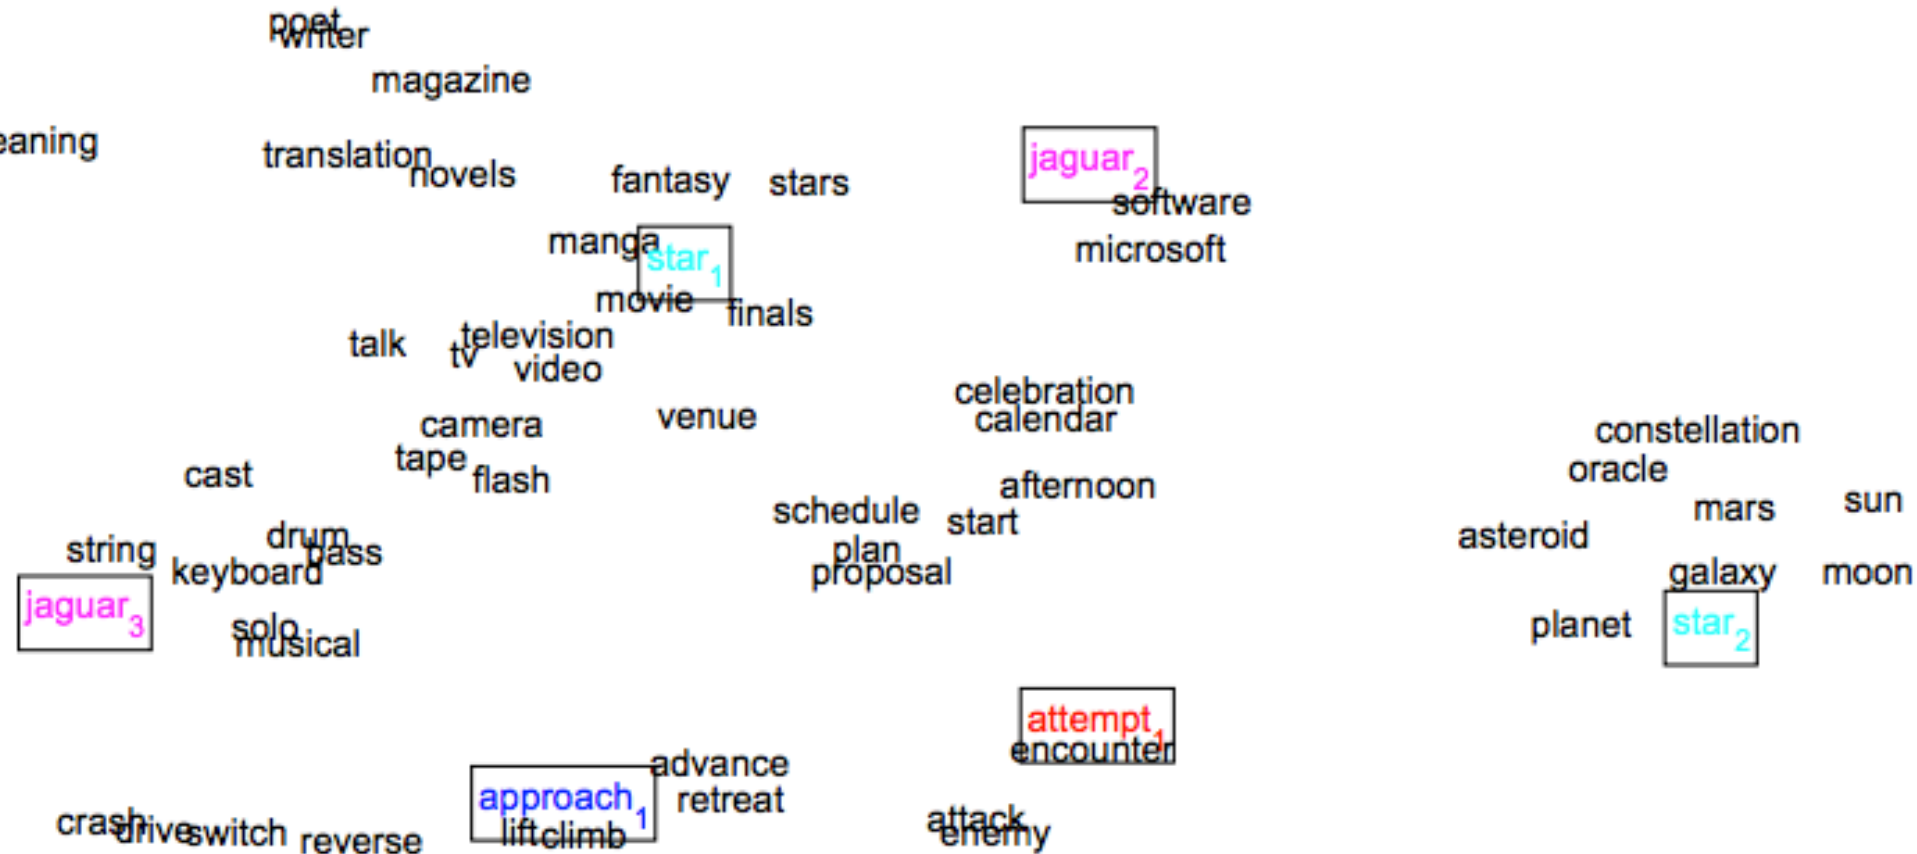 poet
writer
magazine
eaning
translation
novels
fantasy
stars
jaguar2
software
manga
star1
microsoft
movie
finals
television
talk
tv
video
celebration
calendar
venue
camera
constellation
tape
oracle
cast
flash
afternoon
sun
mars
schedule
start
drum
asteroid
string
bass
plan
keyboard
proposal
galaxy
moon
jaguar3
solo
musical
planet
star2
attempt1
encounter
advance
approach1
retreat
crash
drive
switch
reverse
lift
climb
attack
enemy